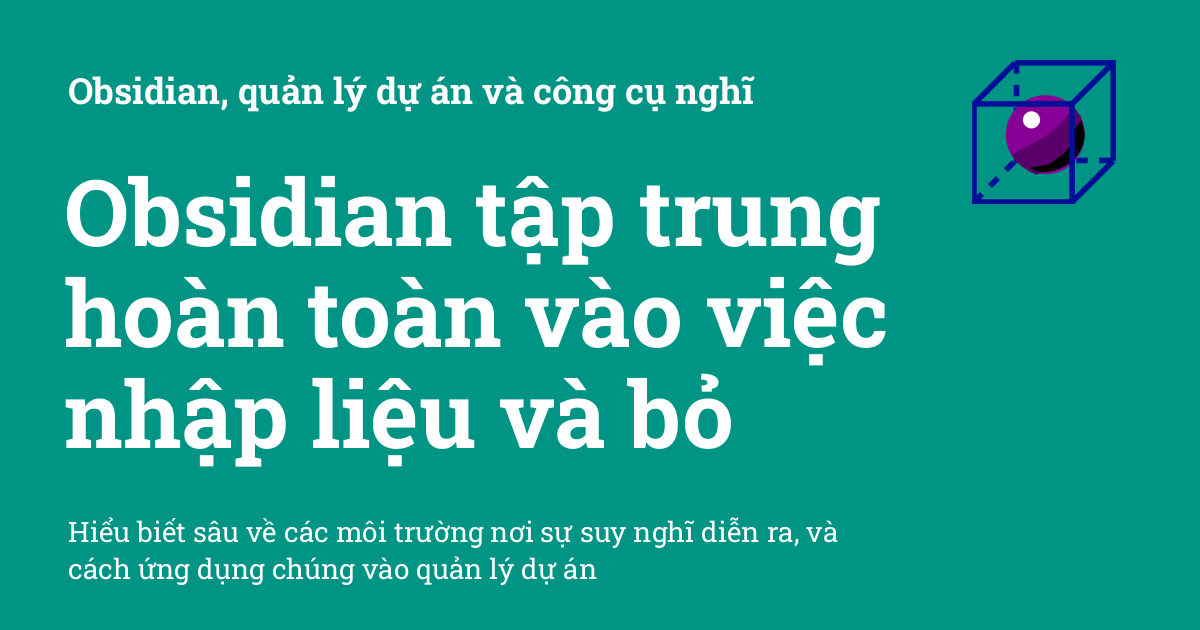 Obsidian, quản lý dự án và công cụ nghĩ
Obsidian tập trung
hoàn toàn vào việc
nhập liệu và bỏ
Hiểu biết sâu về các môi trường nơi sự suy nghĩ diễn ra, và
cách ứng dụng chúng vào quản lý dự án